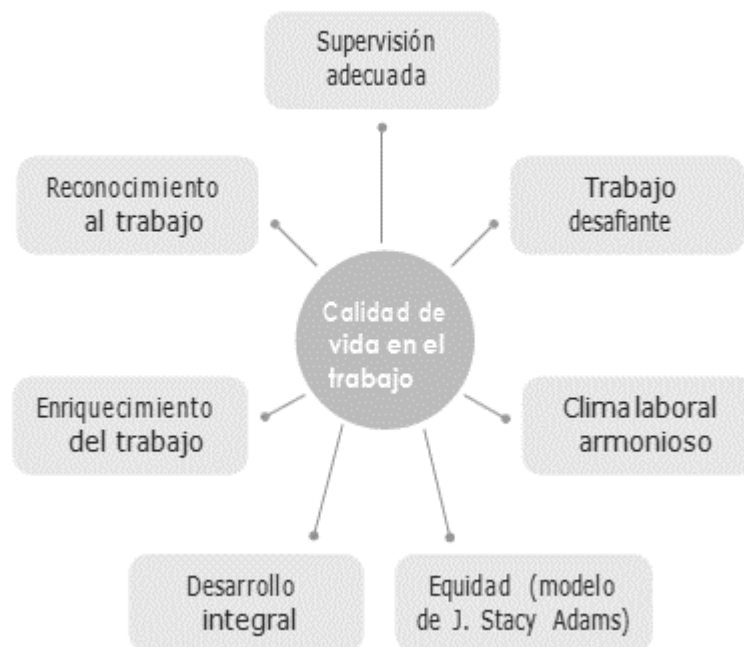 Supervisión
adecuada
Reconocimiento
al trabajo
Trabajo
desafiante
Calidad de
vida en el
trabajo
Enriquecimiento
del trabajo
Clima laboral
armonioso
Desarrollo
integral
Equidad (modelo
de J. Stacy Adams)